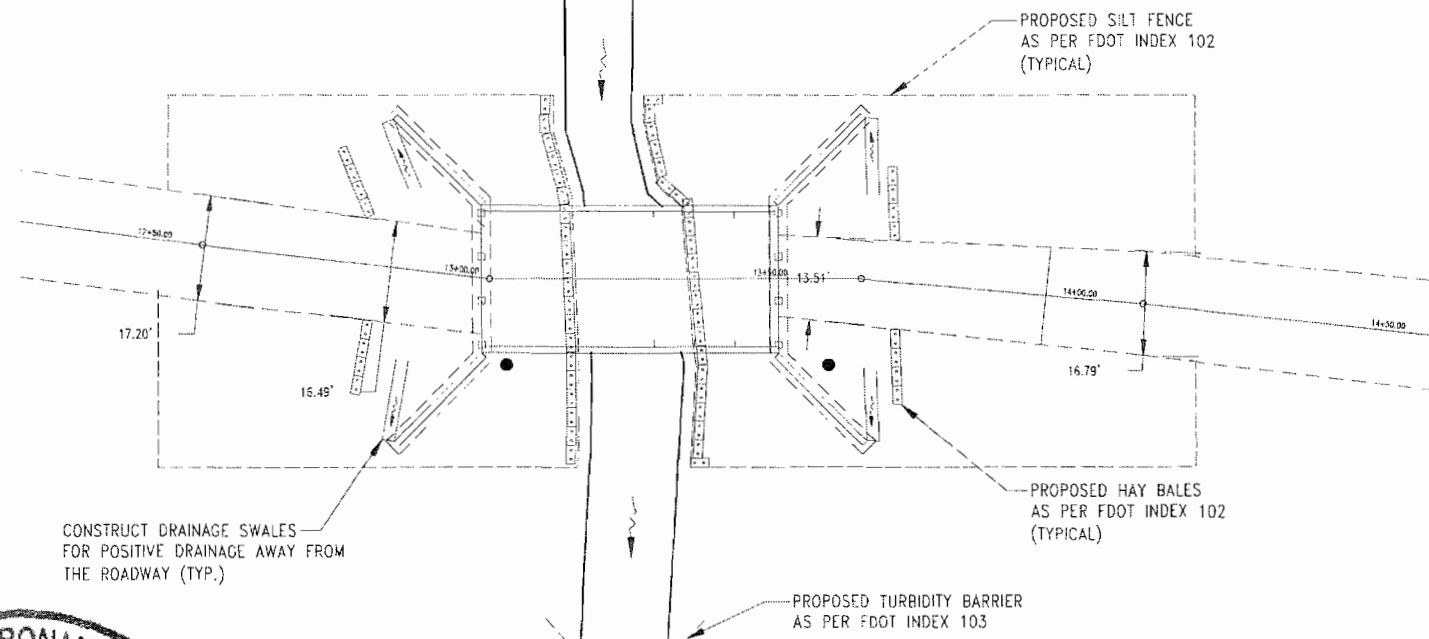 PROPOSED SILT FENCE
AS PER FDOT INDEX 102
(TYPICAL)
12+50.00
13+00.00
13+50.00
13.51'
14+00.00
14+50.00
17.20'
16.79'
15.49'
PROPOSED HAY BALES
AS PER FDOT INDEX 102
(TYPICAL)
CONSTRUCT DRAINAGE SWALES
FOR POSITIVE DRAINAGE AWAY FROM
THE ROADWAY (TYP.)
PROPOSED TURBIDITY BARRIER
AS PER FDOT INDEX 103